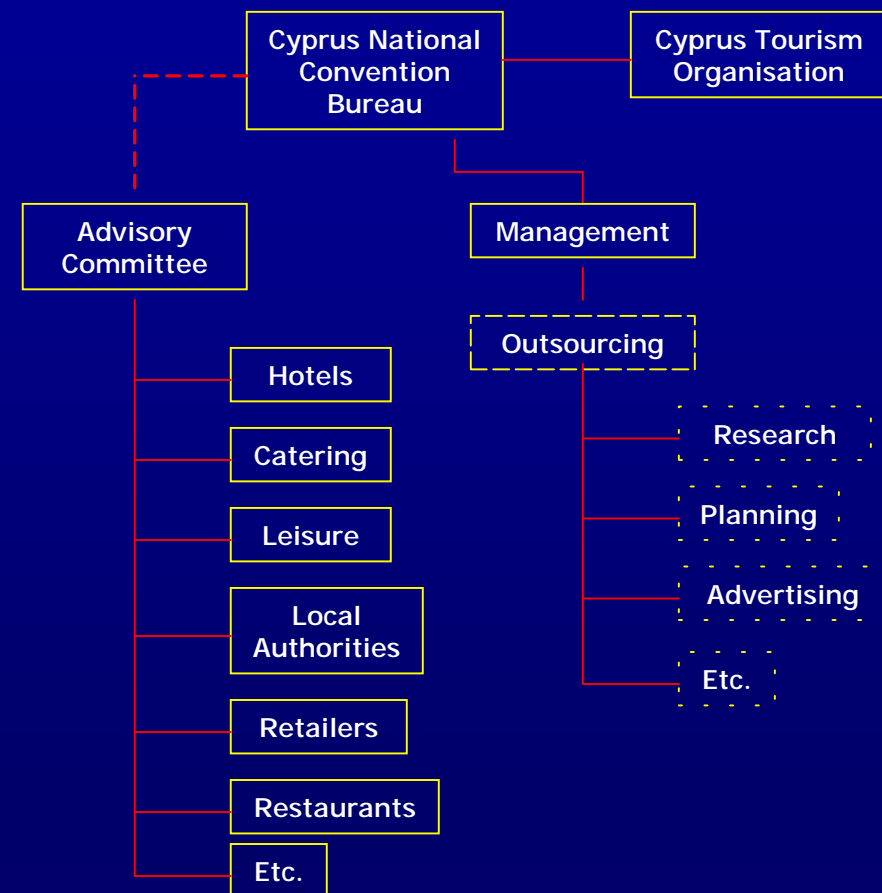 Cyprus National
Convention
Bureau
Cyprus Tourism
Organisation
Advisory
Committee
Hotels
Catering
Leisure
Local
Authorities
Retailers
Restaurants
Etc.
Management
Outsourcing
Research
Planning
Advertising
Etc.